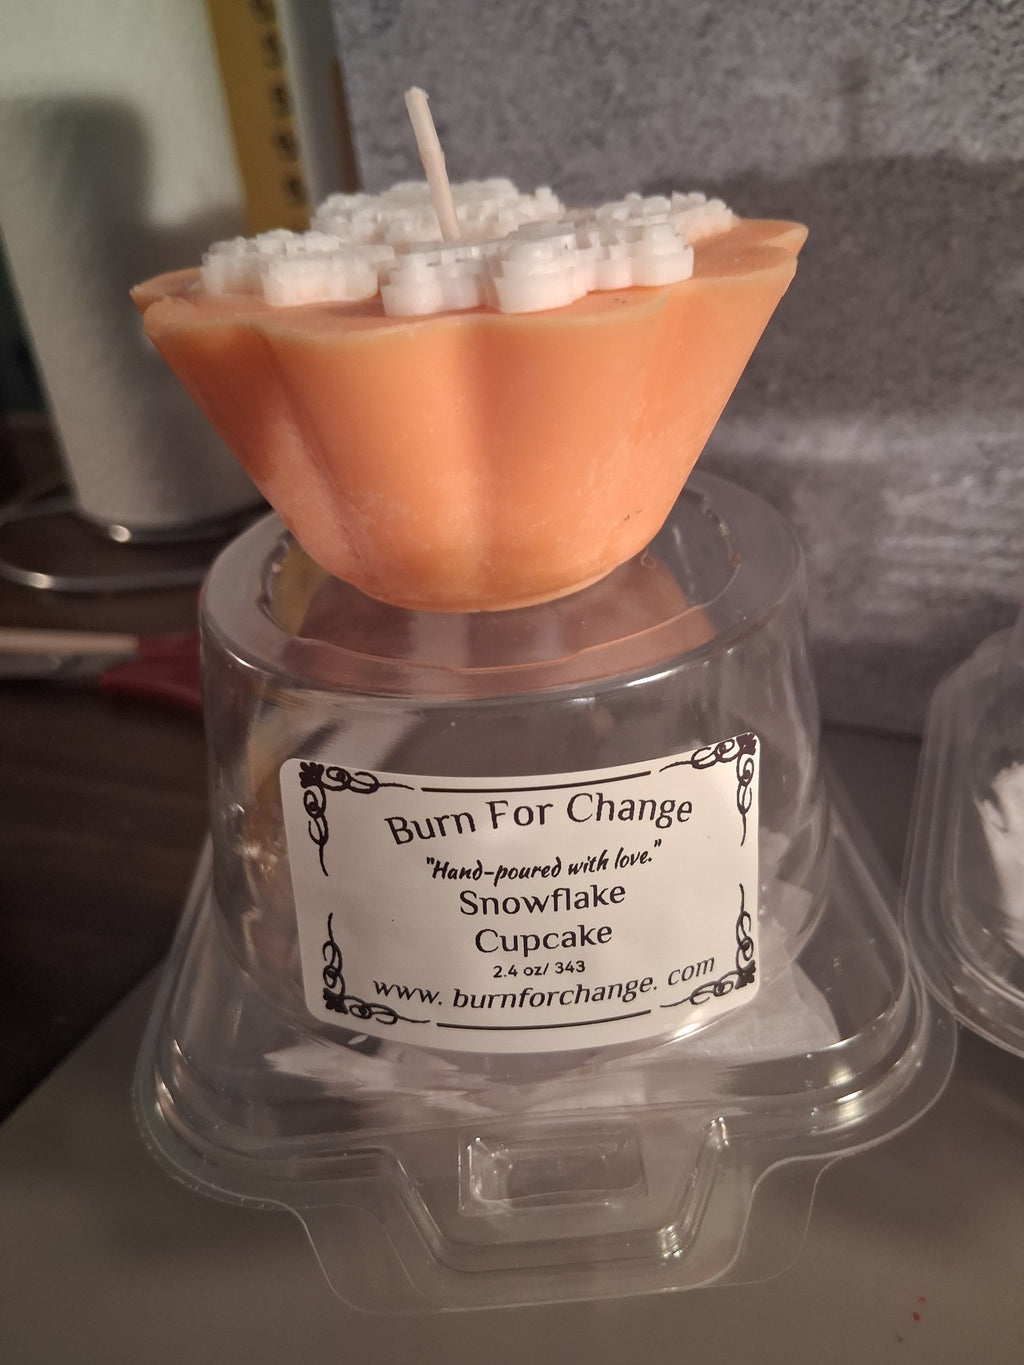 Burn For Change
"Hand-poured with love."
Snowflake
Cupcake
2.4 oz/ 343
www. burnforchange. com